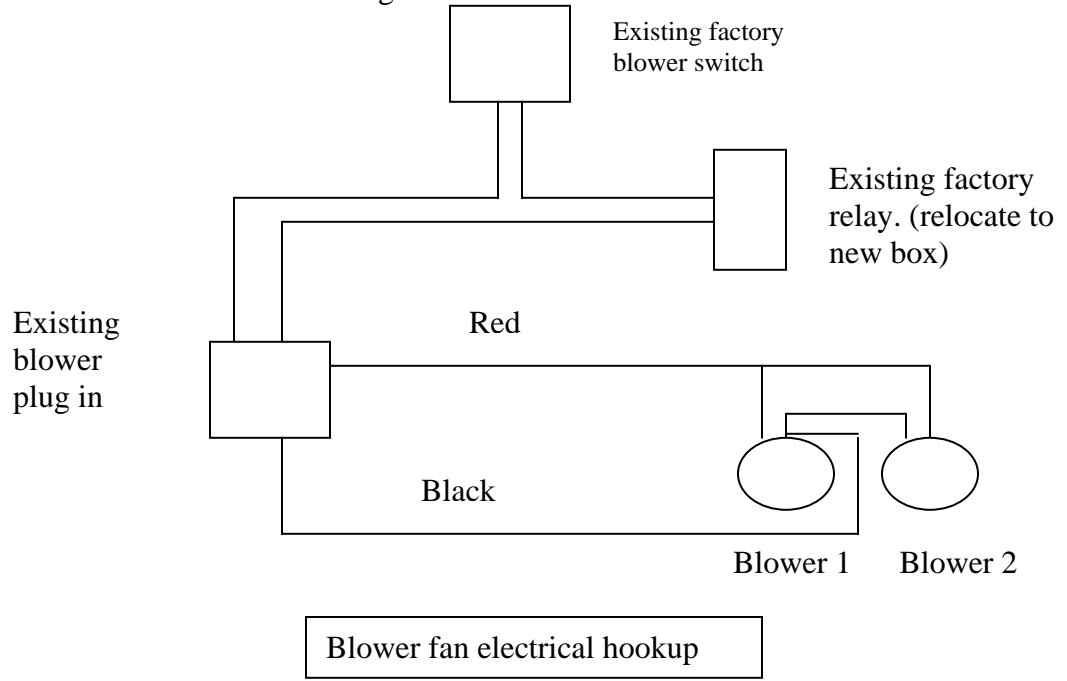 Existing factory
blower switch
Existing factory
relay. (relocate to
new box)
Existing
blower
plug in
Red
Black
Blower 1
Blower 2
Blower fan electrical hookup